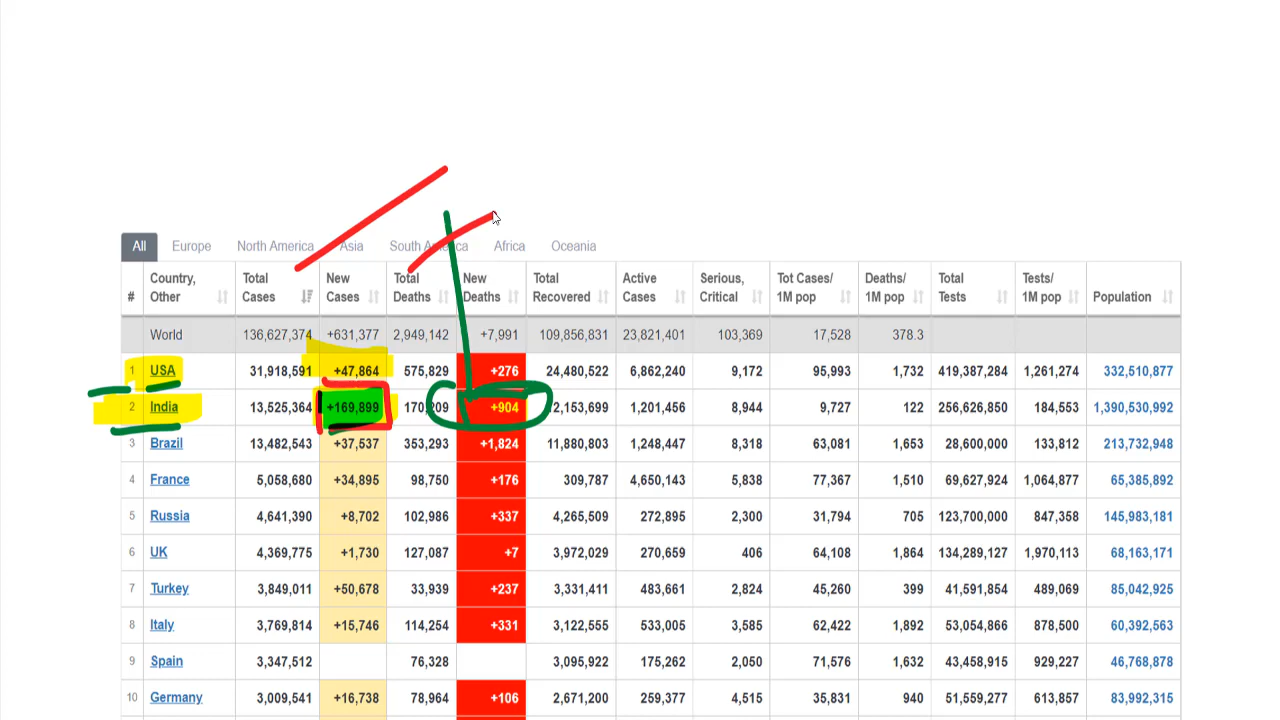 All Europe North America Asia South America Africa Oceania
# Country, Other Total Cases New Cases Total Deaths New Deaths Total Recovered Active Cases Serious, Critical Tot Cases/ 1M pop Deaths/ 1M pop Total Tests Tests/ 1M pop Population
World 136,627,374 +631,377 2,949,142 +7,991 109,856,831 23,821,401 103,369 17,528 378.3
1 USA 31,918,591 +47,864 575,829 +276 24,480,522 6,862,240 9,172 95,993 1,732 419,387,284 1,261,274 332,510,877
2 India 13,525,364 +169,899 170,209 +904 12,153,699 1,201,456 8,944 9,727 122 256,626,850 184,553 1,390,530,992
3 Brazil 13,482,543 +37,537 353,293 +1,824 11,880,803 1,248,447 8,318 63,081 1,653 28,600,000 133,812 213,732,948
4 France 5,058,680 +34,895 98,750 +176 309,787 4,650,143 5,838 77,367 1,510 69,627,924 1,064,877 65,385,892
5 Russia 4,641,390 +8,702 102,986 +337 4,265,509 272,895 2,300 31,794 705 123,700,000 847,358 145,983,181
6 UK 4,369,775 +1,730 127,087 +7 3,972,029 270,659 406 64,108 1,864 134,289,127 1,970,113 68,163,171
7 Turkey 3,849,011 +50,678 33,939 +237 3,331,411 483,661 2,824 45,260 399 41,591,854 489,069 85,042,925
8 Italy 3,769,814 +15,746 114,254 +331 3,122,555 533,005 3,585 62,422 1,892 53,054,866 878,500 60,392,563
9 Spain 3,347,512 76,328 3,095,922 175,262 2,050 71,576 1,632 43,458,915 929,227 46,768,878
10 Germany 3,009,541 +16,738 78,964 +106 2,671,200 259,377 4,515 35,831 940 51,559,277 613,857 83,992,315